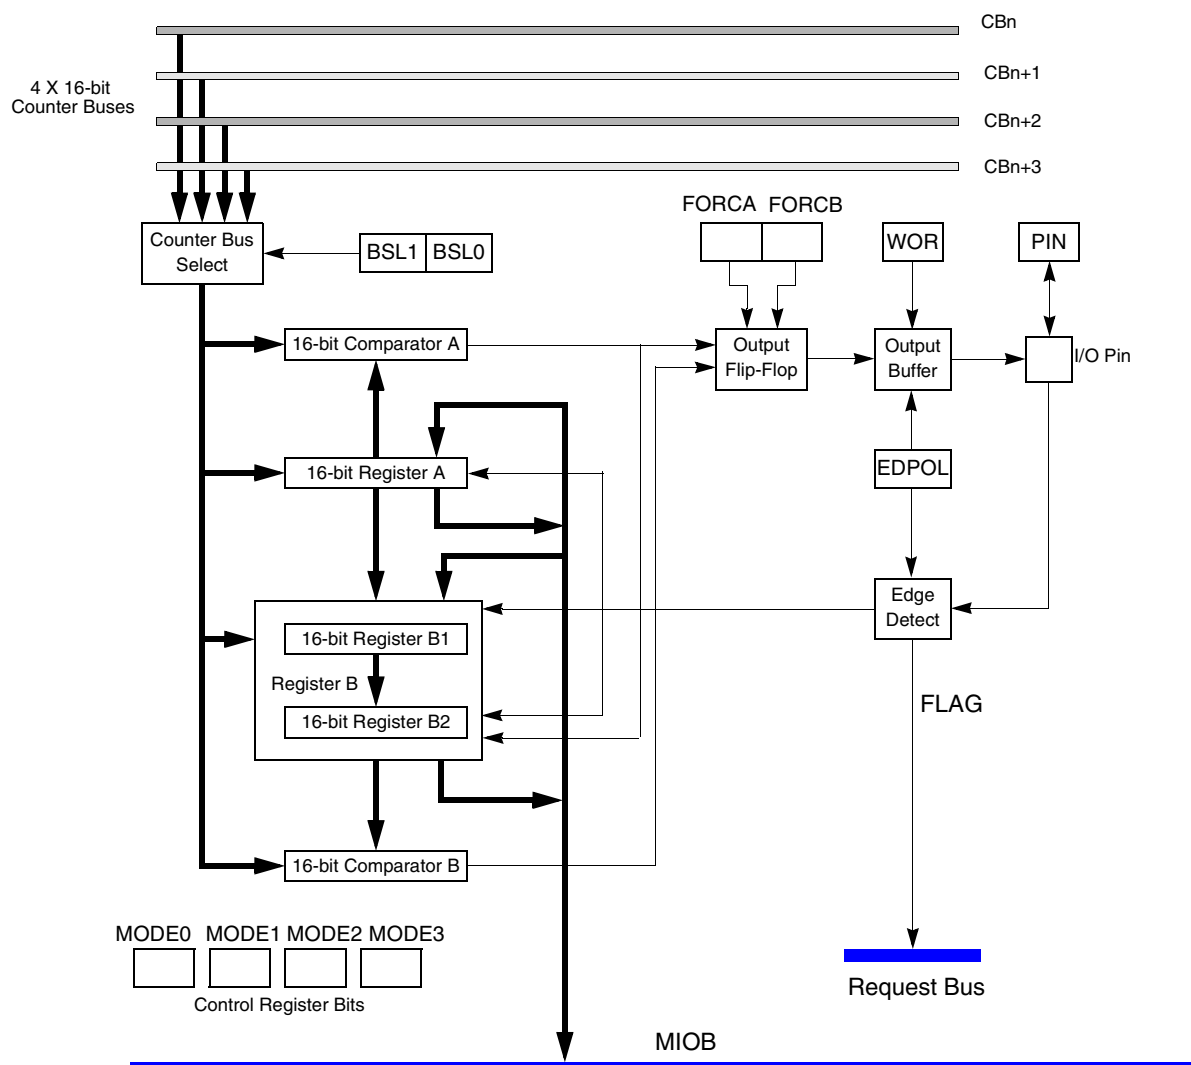 CBn
4 X 16-bit
Counter Buses
CBn+1
CBn+2
CBn+3
FORCA FORCB
Counter Bus
Select
BSL1 BSL0
WOR
PIN
16-bit Comparator A
Output
Flip-Flop
Output
Buffer
I/O Pin
16-bit Register A
EDPOL
Edge
Detect
16-bit Register B1
Register B
16-bit Register B2
FLAG
16-bit Comparator B
MODE0 MODE1 MODE2 MODE3
Control Register Bits
Request Bus
MIOB